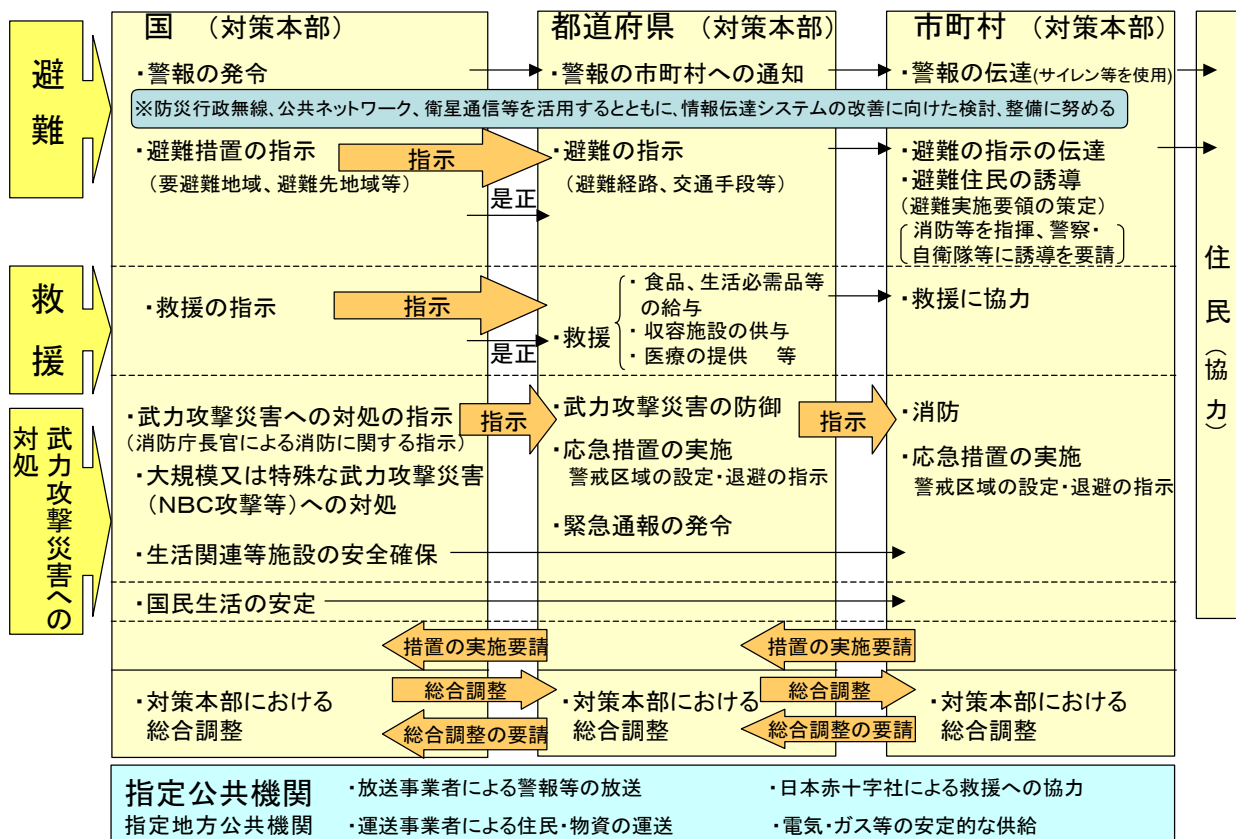 国 （対策本部）
都道府県 （対策本部）
市町村 （対策本部）
避難
・警報の発令
・警報の市町村への通知
・警報の伝達(サイレン等を使用)
※防災行政無線、公共ネットワーク、衛星通信等を活用するとともに、情報伝達システムの改善に向けた検討、整備に努める
・避難措置の指示
（要避難地域、避難先地域等）
指示
是正
・避難の指示
（避難経路、交通手段等）
・避難の指示の伝達
・避難住民の誘導
（避難実施要領の策定）
消防等を指揮、警察・
自衛隊等に誘導を要請
住民（協力）
救援
・救援の指示
指示
是正
・救援
・食品、生活必需品等
の給与
・収容施設の供与
・医療の提供 等
・救援に協力
武力攻撃災害への
対処
・武力攻撃災害への対処の指示
（消防庁長官による消防に関する指示）
・大規模又は特殊な武力攻撃災害
（NBC攻撃等）への対処
指示
・武力攻撃災害の防御
・応急措置の実施
警戒区域の設定・退避の指示
・緊急通報の発令
指示
・消防
・応急措置の実施
警戒区域の設定・退避の指示
・生活関連等施設の安全確保
・国民生活の安定
措置の実施要請
措置の実施要請
・対策本部における
総合調整
総合調整
総合調整の要請
・対策本部における
総合調整
総合調整
総合調整の要請
・対策本部における
総合調整
指定公共機関
指定地方公共機関
・放送事業者による警報等の放送
・日本赤十字社による救援への協力
・運送事業者による住民・物資の運送
・電気・ガス等の安定的な供給